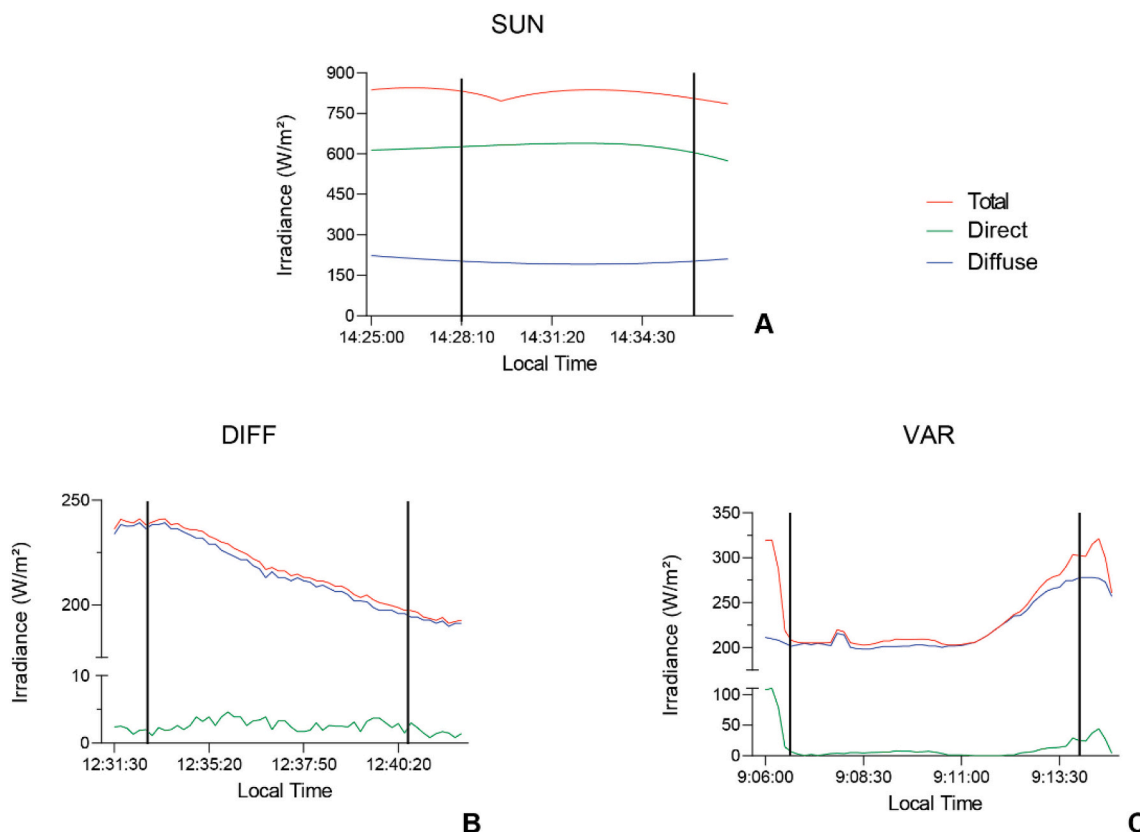 SUN
Irradiance (W/m²)
900
750
600
450
300
150
0
14:25:00 14:28:10 14:31:20 14:34:30
Local Time
A
Total
Direct
Diffuse
DIFF
Irradiance (W/m²)
250
200
10
0
12:31:30 12:35:20 12:37:50 12:40:20
Local Time
B
VAR
Irradiance (W/m²)
350
300
250
200
100
50
0
9:06:00 9:08:30 9:11:00 9:13:30
Local Time
C